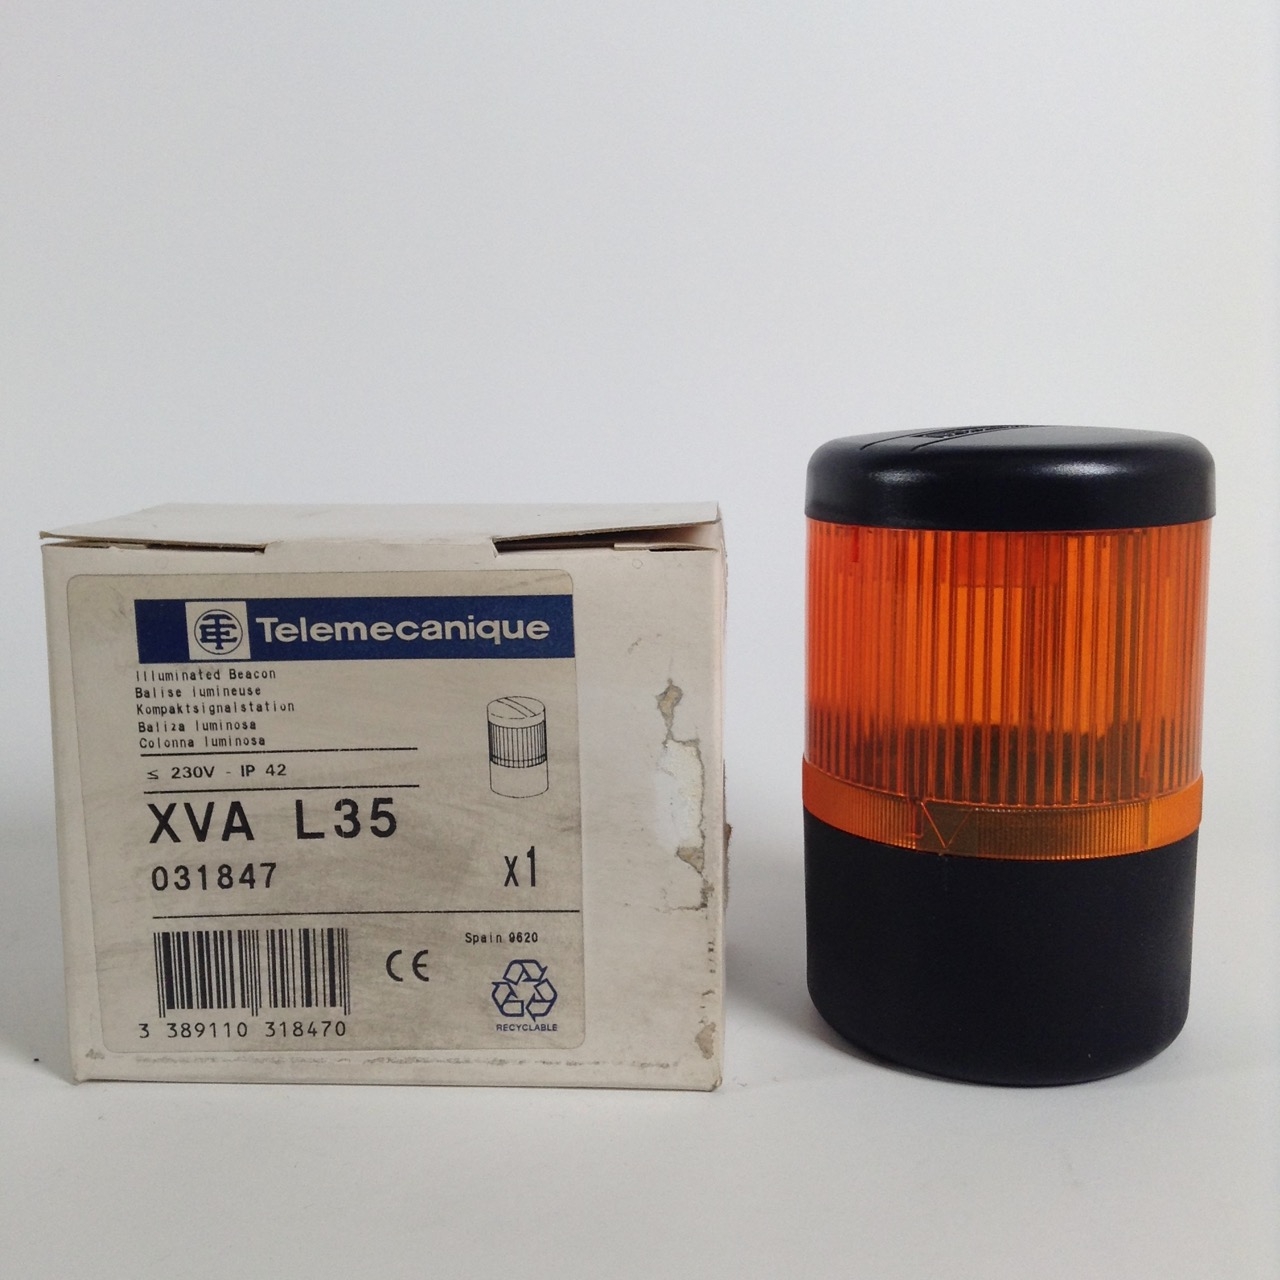 Telemecanique
Illuminated Beacon
Balise lumineuse
Kompaktsignalstation
Baliza luminosa
Colonna luminosa
≤ 230V - IP 42
XVA L35
031847
x1
Spain 9620
CE
3 389110 318470
RECYCLABLE